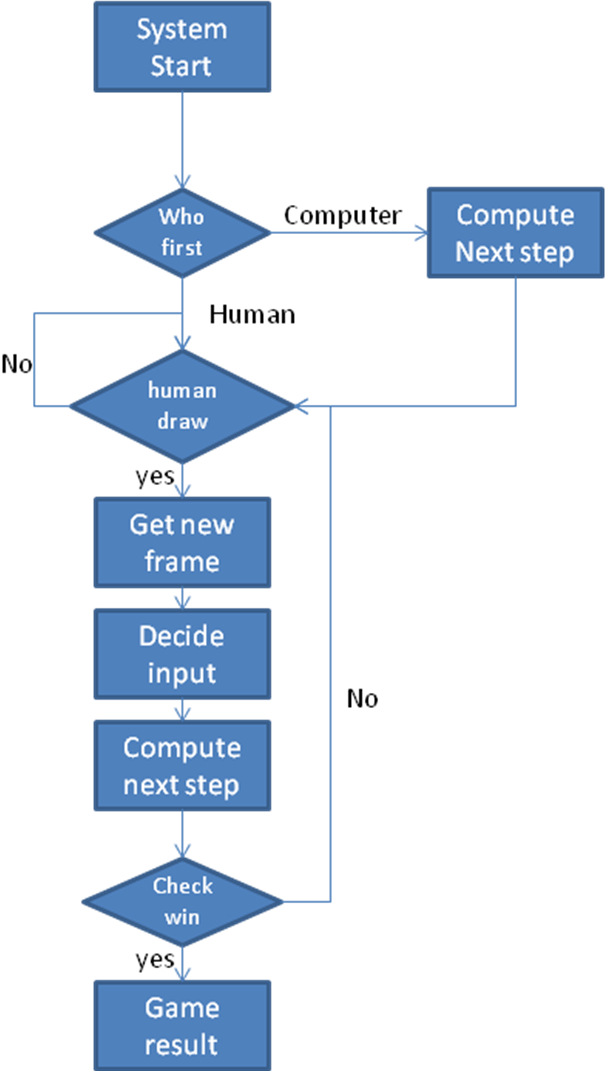 System
Start
Who
first
Computer
Compute
Next step
Human
No
human
draw
yes
Get new
frame
Decide
input
No
Compute
next step
Check
win
yes
Game
result